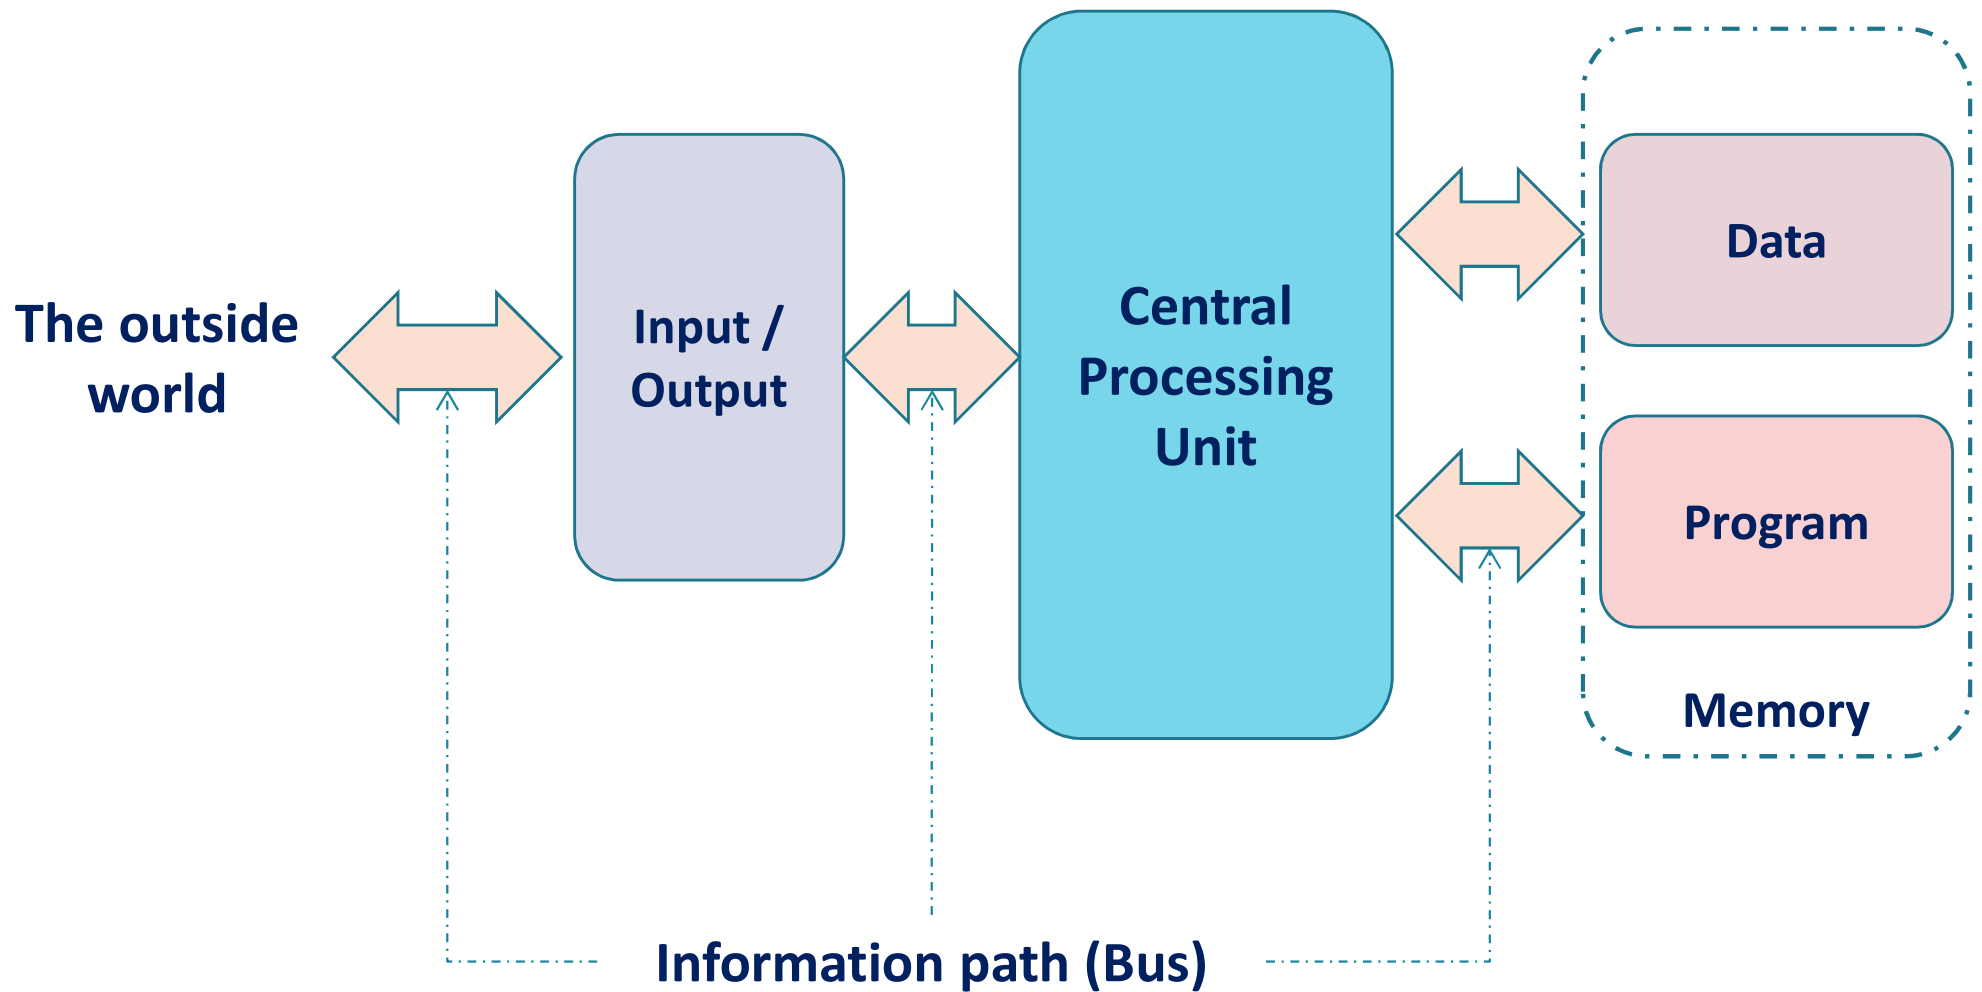 The outside
world
Input /
Output
Central
Processing
Unit
Data
Program
Memory
Information path (Bus)